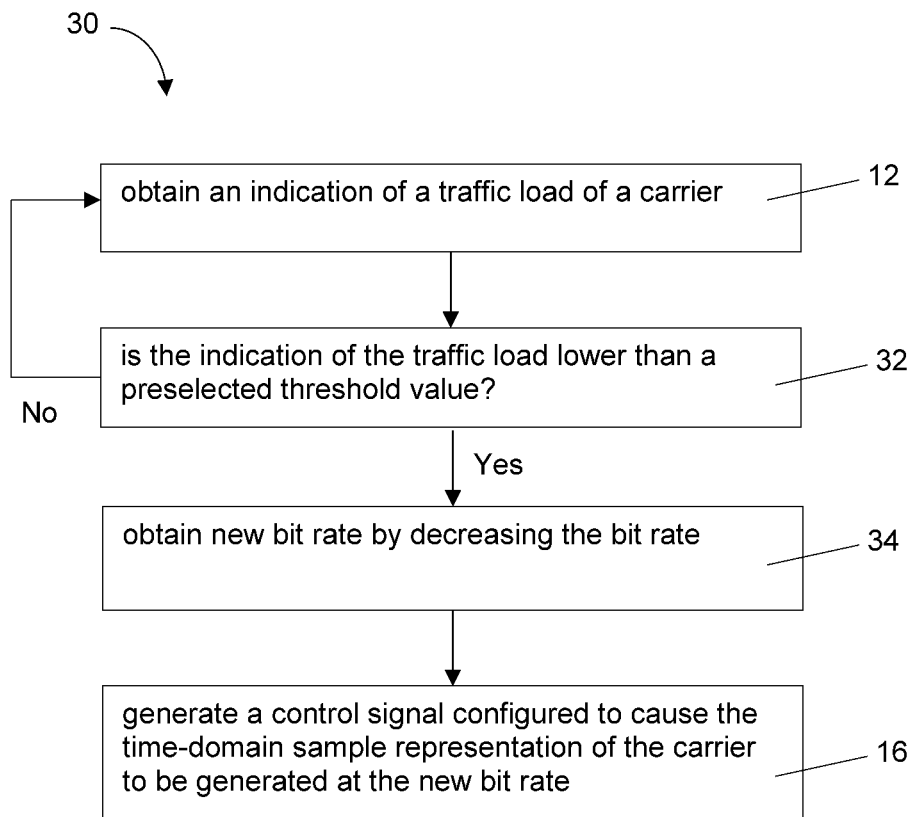 30
obtain an indication of a traffic load of a carrier
12
is the indication of the traffic load lower than a
preselected threshold value?
32
No
Yes
obtain new bit rate by decreasing the bit rate
34
generate a control signal configured to cause the
time-domain sample representation of the carrier
to be generated at the new bit rate
16